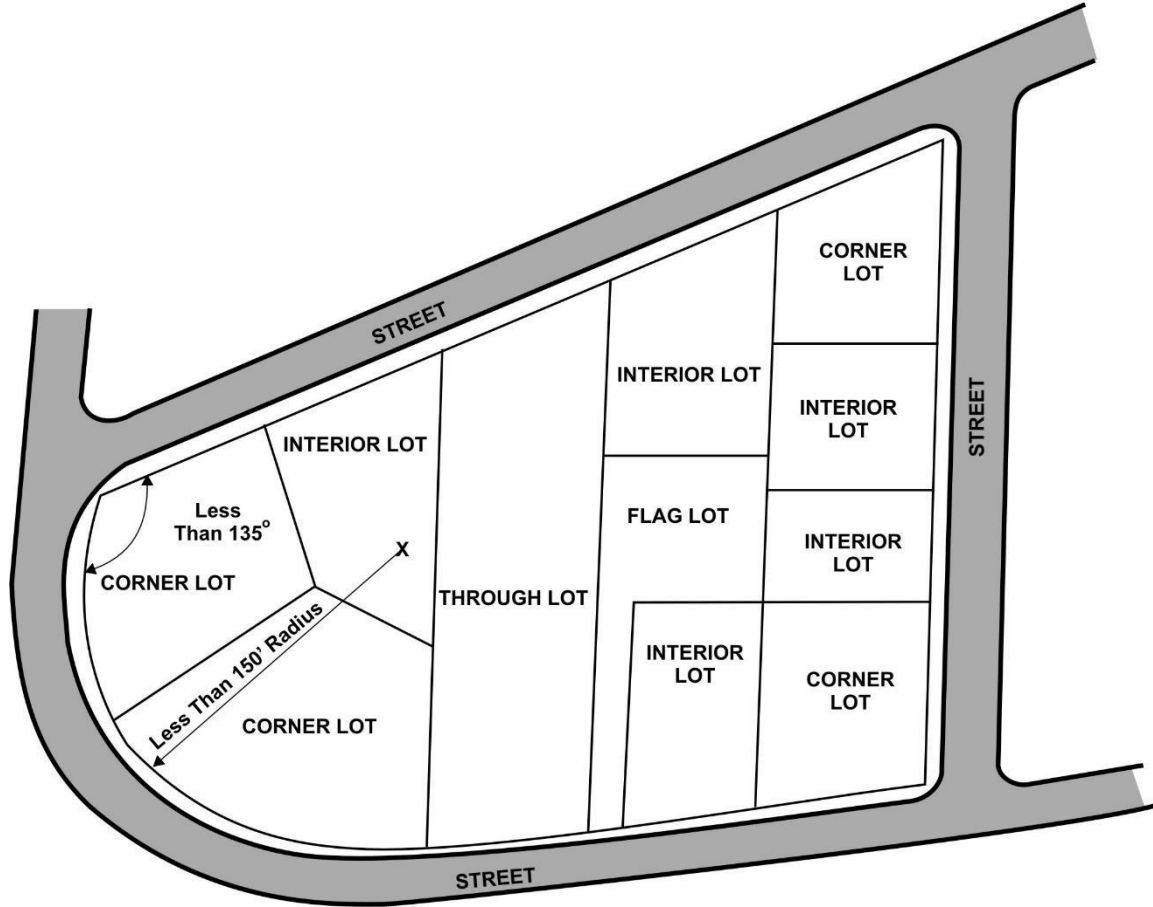 CORNER
LOT
STREET
INTERIOR LOT
INTERIOR
LOT
STREET
INTERIOR LOT
Less
Than 135°
FLAG LOT
INTERIOR
LOT
X
CORNER LOT
THROUGH LOT
Less Than 150' Radius
INTERIOR
LOT
CORNER
LOT
CORNER LOT
STREET